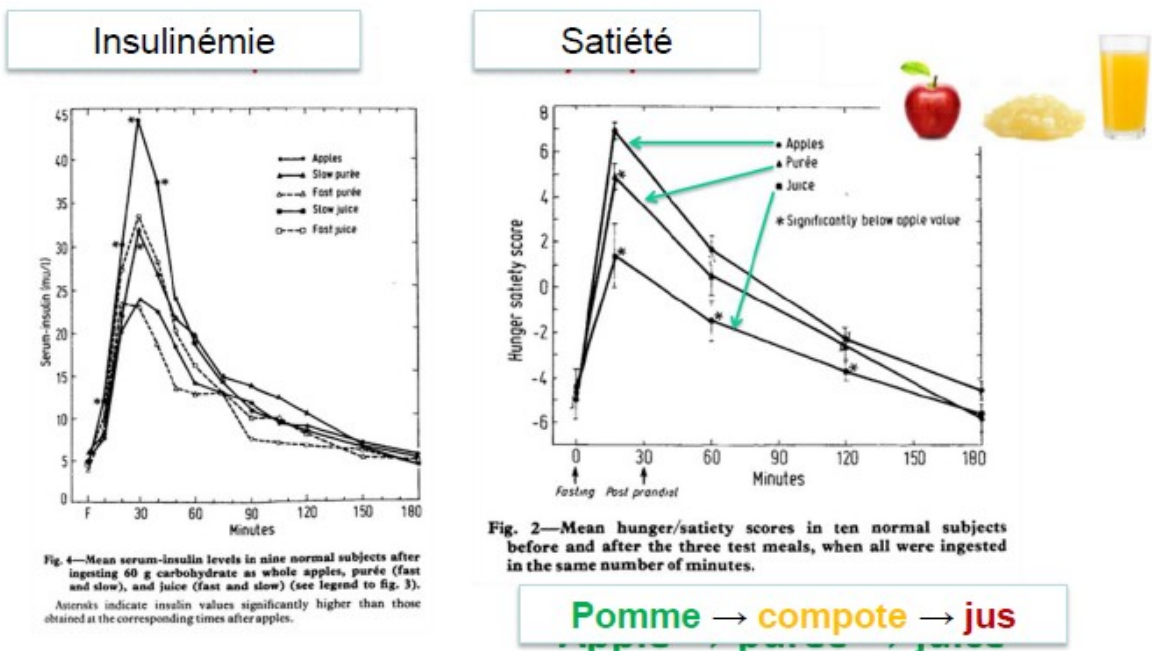 Insulinémie
Satiété
45
40
35
30
25
20
15
10
5
0
Serum-insulin (mu/l)
Apples
Slow purée
Fast purée
Slow juice
Fast juice
F 30 60 90 120 150 180
Minutes
Fig. 4—Mean serum-insulin levels in nine normal subjects after
ingesting 60 g carbohydrate as whole apples, purée (fast
and slow), and juice (fast and slow) (see legend to fig. 3).
Asterisks indicate insulin values significantly higher than those
obtained at the corresponding times after apples.
8
6
4
2
0
-2
-4
-6
Hunger satiety score
Apples
Purée
Juice
* Significantly below apple value
0 30 60 90 120 150 180
Minutes
Fasting Post prandial
Fig. 2—Mean hunger/satiety scores in ten normal subjects
before and after the three test meals, when all were ingested
in the same number of minutes.
Pomme → compote → jus